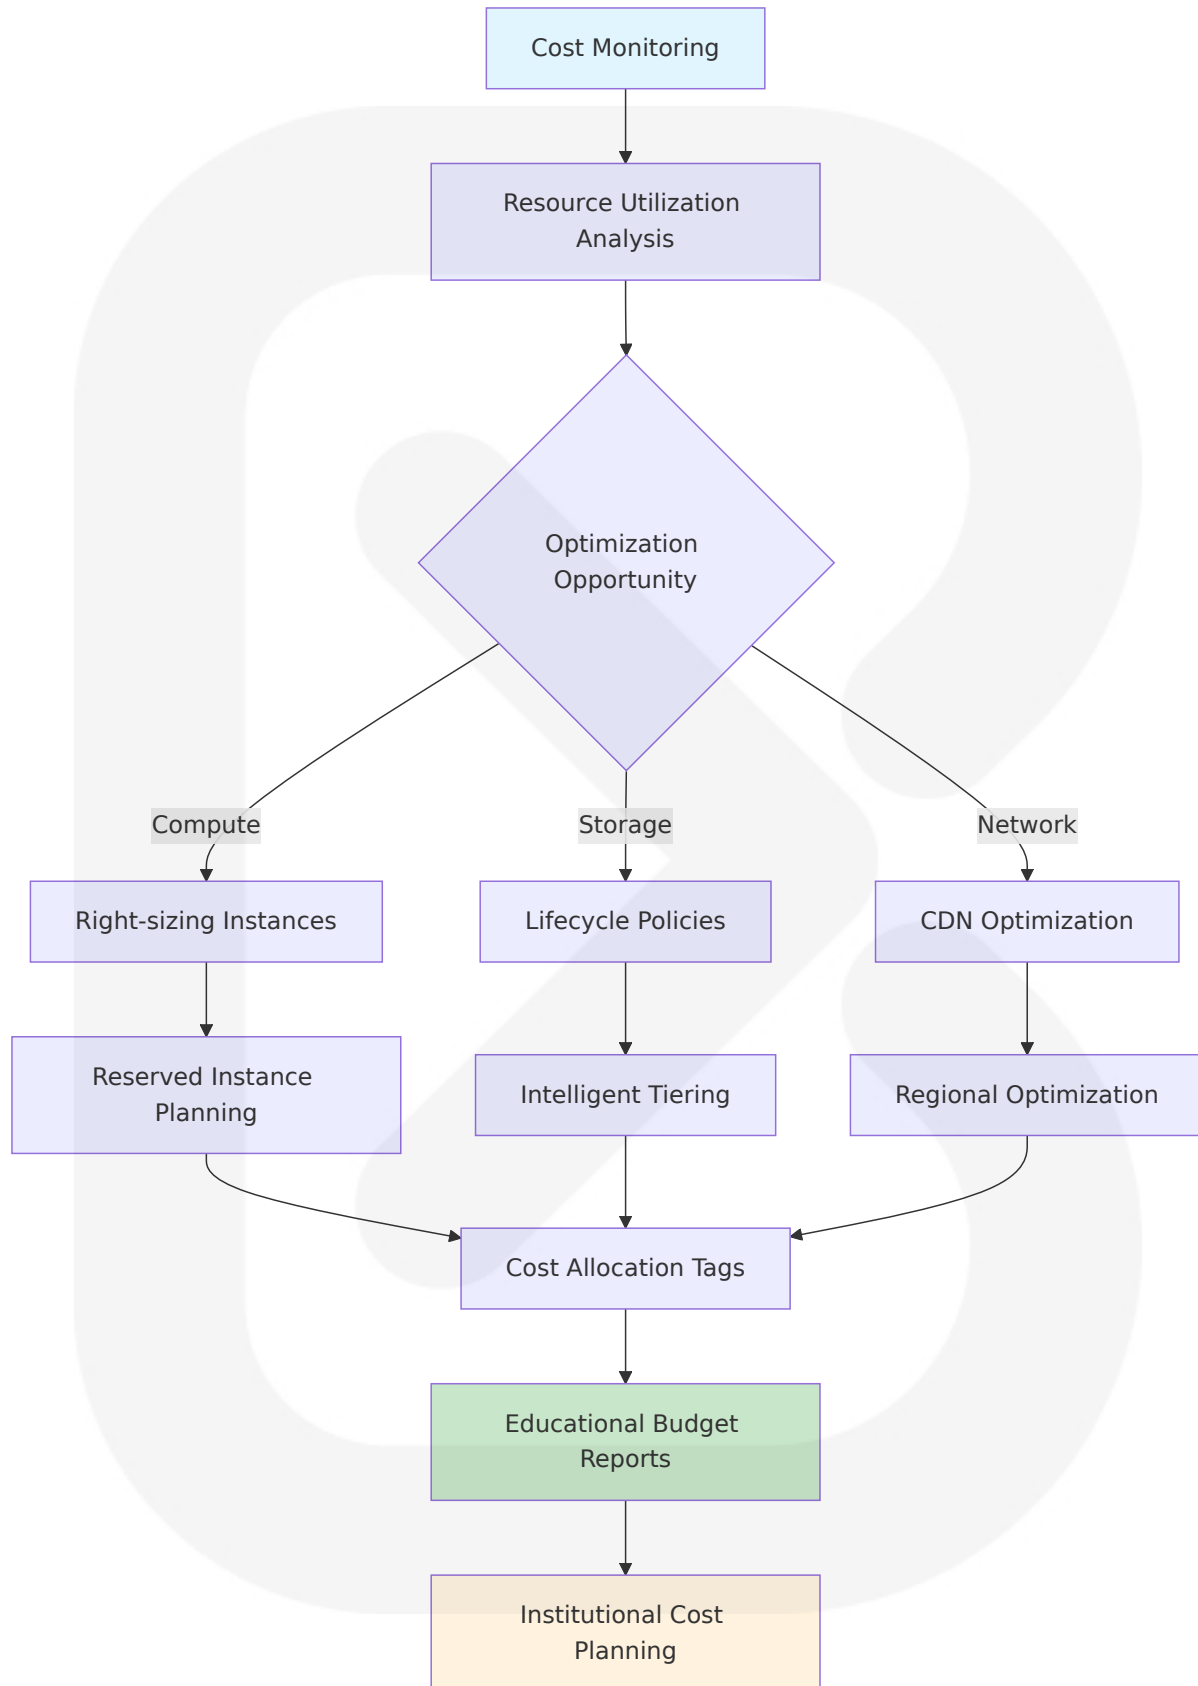 Cost Monitoring
Resource Utilization
Analysis
Optimization
Opportunity
Compute
Storage
Network
Right-sizing Instances
Lifecycle Policies
CDN Optimization
Reserved Instance
Planning
Intelligent Tiering
Regional Optimization
Cost Allocation Tags
Educational Budget
Reports
Institutional Cost
Planning